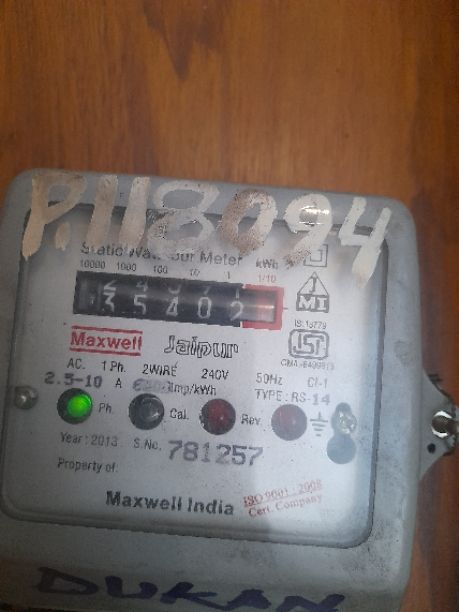 P.118094
Static Watt Hour Meter kWh
10000 1000 100 10 1 1/10
35402
JMI
IS:13779
Maxwell Jaipur
ISI
AC. 1 Ph. 2WIRE 240V 50Hz Cl-1
2.5-10 A imp/kWh TYPE: RS-14
Ph. Cal. Rev.
Year: 2013 S.No. 781257
Property of:
Maxwell India
ISO 9001 : 2008
Cert. Company
DUKAN